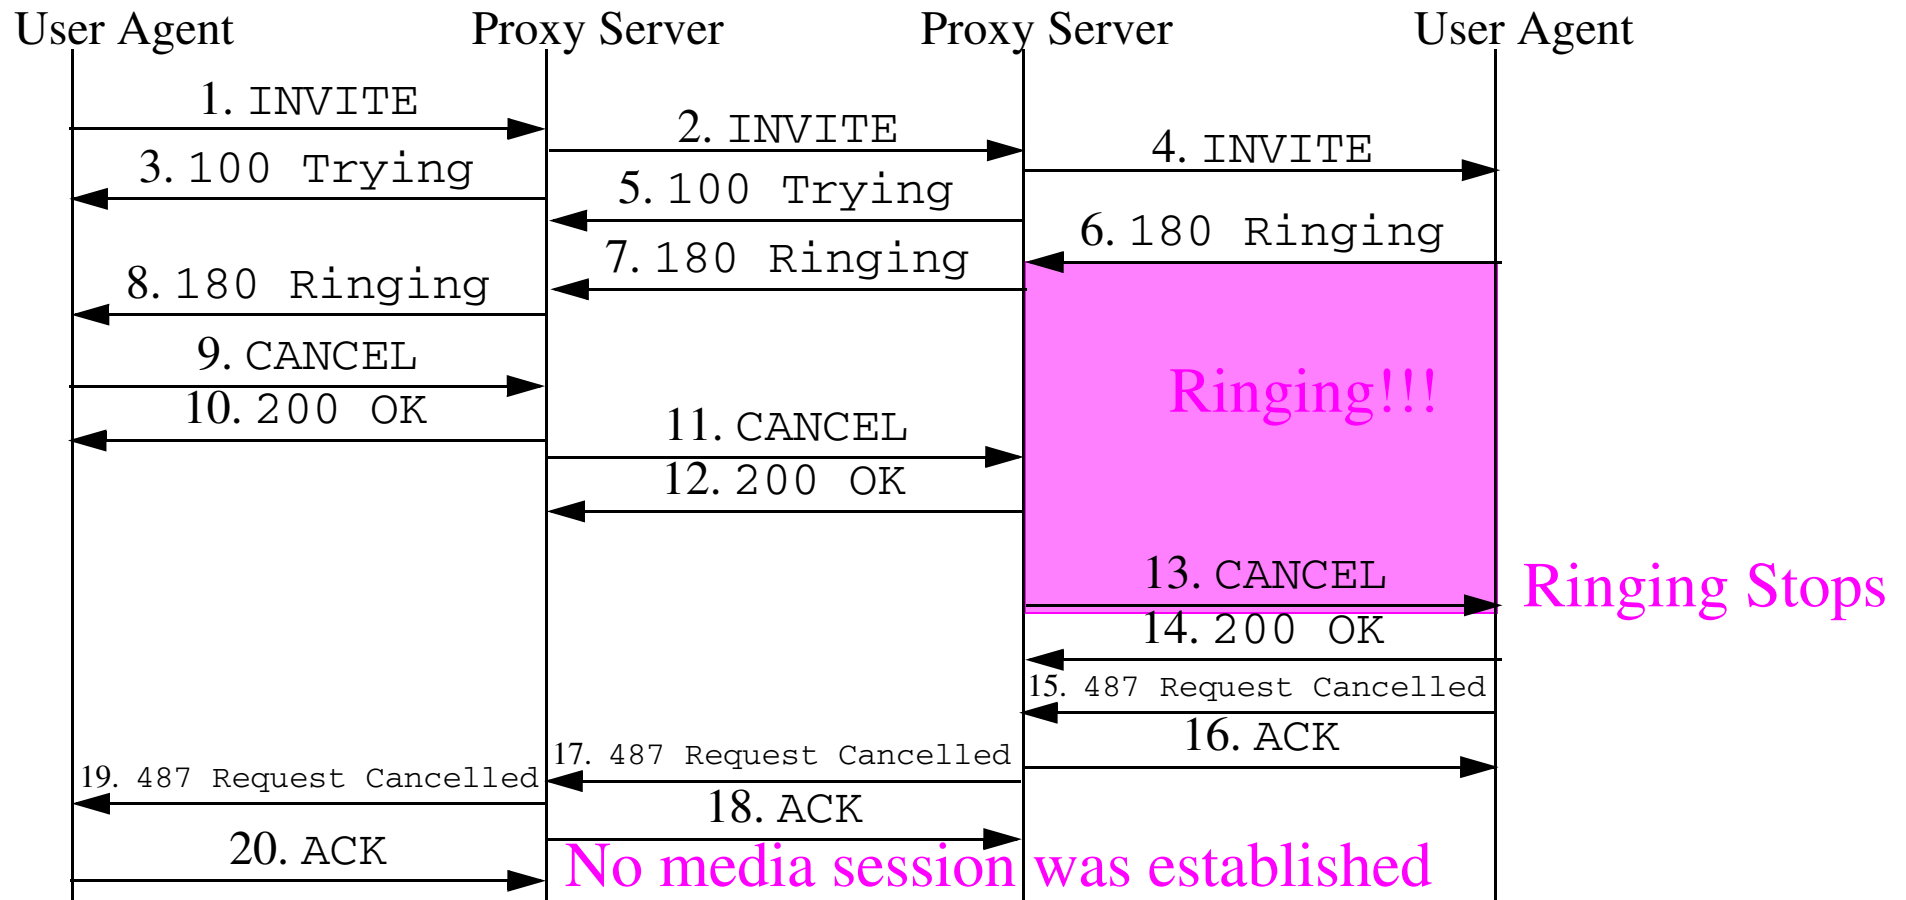 User Agent
Proxy Server
Proxy Server
User Agent
1. INVITE
2. INVITE
3. 100 Trying
4. INVITE
5. 100 Trying
6. 180 Ringing
7. 180 Ringing
8. 180 Ringing
9. CANCEL
10. 200 OK
Ringing!!!
11. CANCEL
12. 200 OK
13. CANCEL
Ringing Stops
14. 200 OK
15. 487 Request Cancelled
16. ACK
17. 487 Request Cancelled
18. ACK
19. 487 Request Cancelled
20. ACK
No media session was established